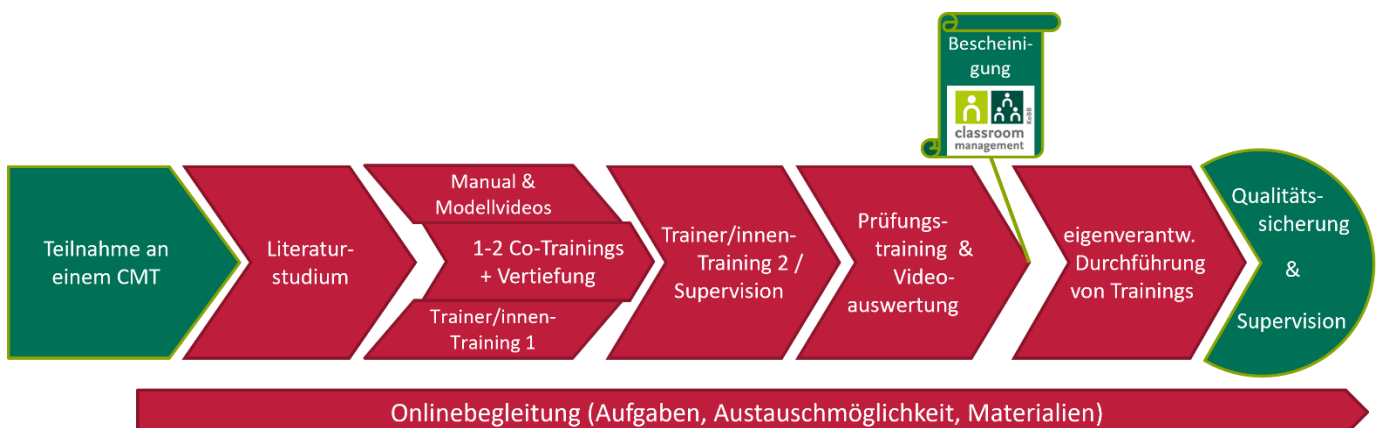 Bescheini-
gung
KoBB
classroom
management
Teilnahme an
einem CMT
Literatur-
studium
Manual &
Modellvideos
1-2 Co-Trainings
+ Vertiefung
Trainer/innen-
Training 1
Trainer/innen-
Training 2 /
Supervision
Prüfungs-
training &
Video-
auswertung
eigenverantw.
Durchführung
von Trainings
Qualitäts-
sicherung
&
Supervision
Onlinebegleitung (Aufgaben, Austauschmöglichkeit, Materialien)